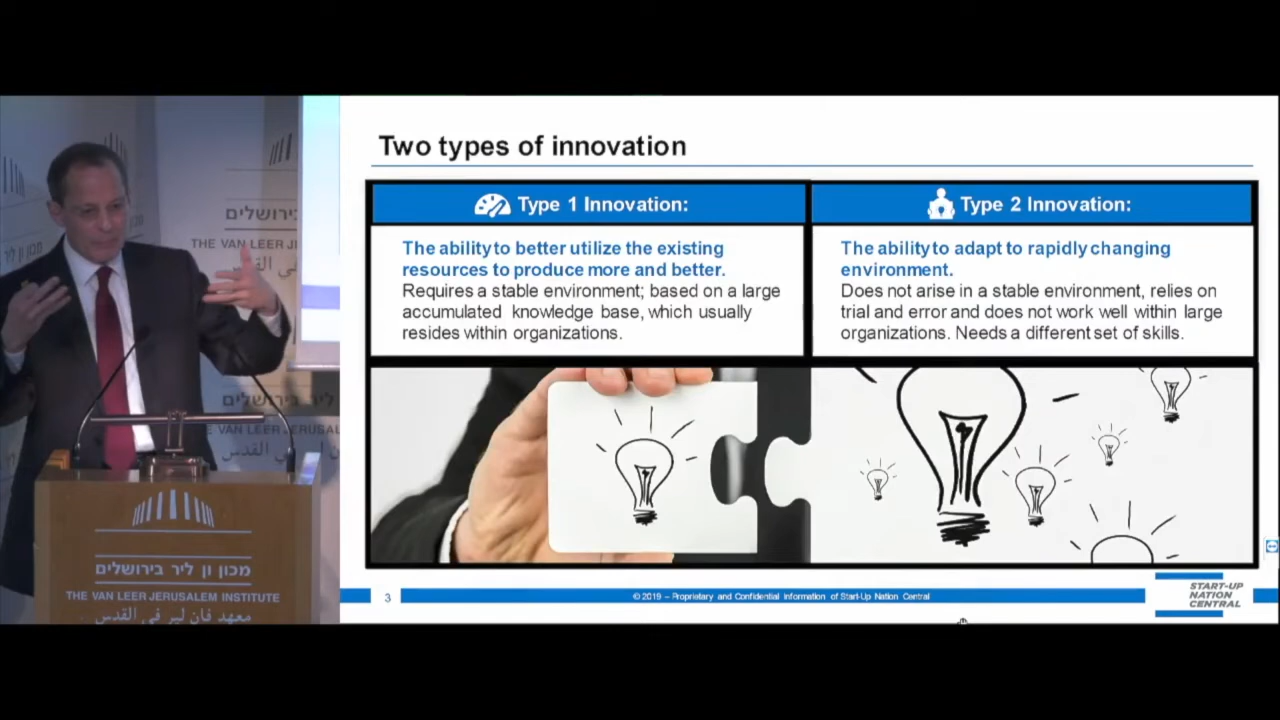 Two types of innovation
Type 1 Innovation:
The ability to better utilize the existing
resources to produce more and better.
Requires a stable environment; based on a large
accumulated knowledge base, which usually
resides within organizations.
Type 2 Innovation:
The ability to adapt to rapidly changing
environment.
Does not arise in a stable environment, relies on
trial and error and does not work well within large
organizations. Needs a different set of skills.
3
© 2019 – Proprietary and Confidential Information of Start-Up Nation Central
START-UP
NATION
CENTRAL
THE VAN LEER
מכון ון ליר בירושלים
THE VAN LEER JERUSALEM INSTITUTE
معهد فان لير في القدس